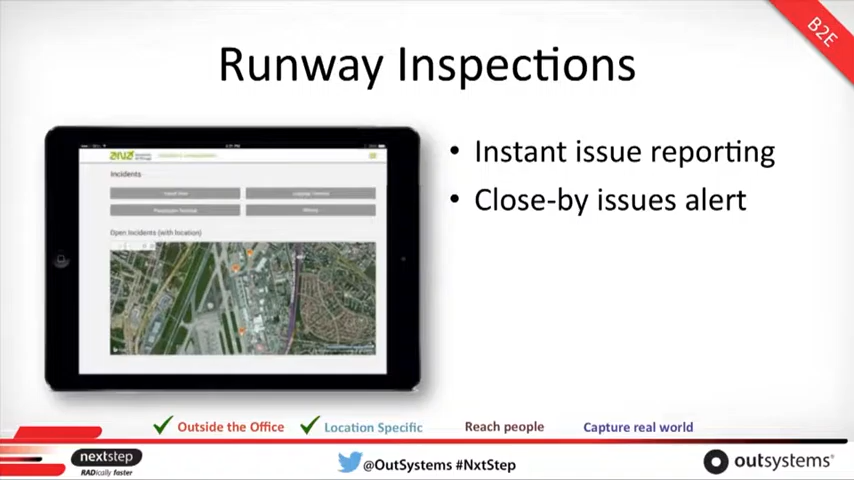 B2E
Runway Inspections
• Instant issue reporting
• Close-by issues alert
Incidents
Open Incidents (with location)
Outside the Office
Location Specific
Reach people
Capture real world
nextstep
RADically faster
@OutSystems #NxtStep
outsystems®